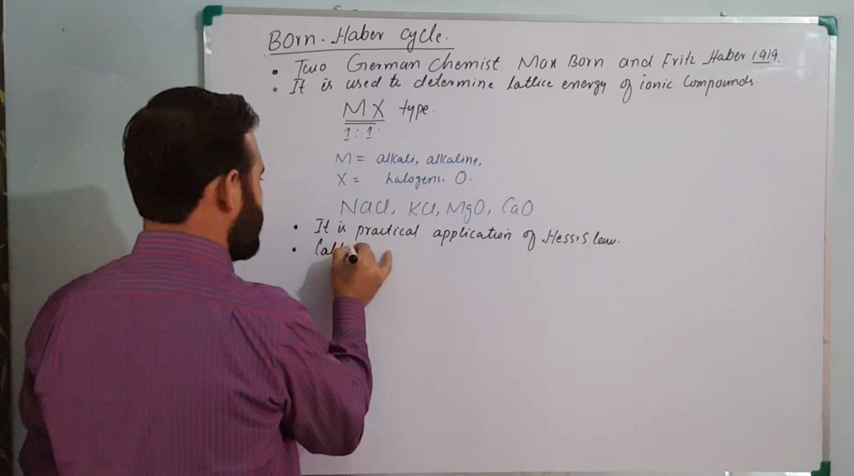 Born-Haber cycle.
• Two German chemist Max Born and Fritz Haber 1919.
• It is used to determine lattice energy of ionic compounds.
MX type.
1:1:
M = alkali, alkaline,
X = halogens. O.
NaCl, KCl, MgO, CaO
• It is practical application of Hess's law.